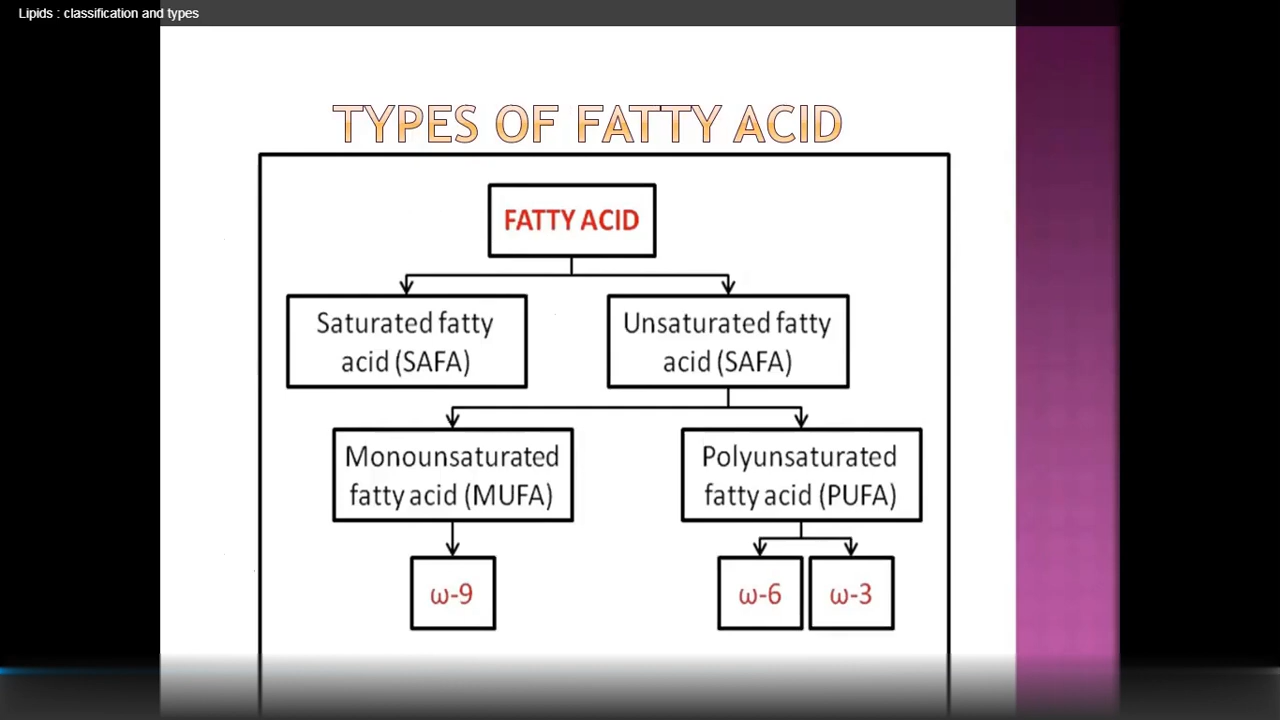 Lipids : classification and types
TYPES OF FATTY ACID
FATTY ACID
Saturated fatty
acid (SAFA)
Unsaturated fatty
acid (SAFA)
Monounsaturated
fatty acid (MUFA)
Polyunsaturated
fatty acid (PUFA)
ω-9
ω-6
ω-3